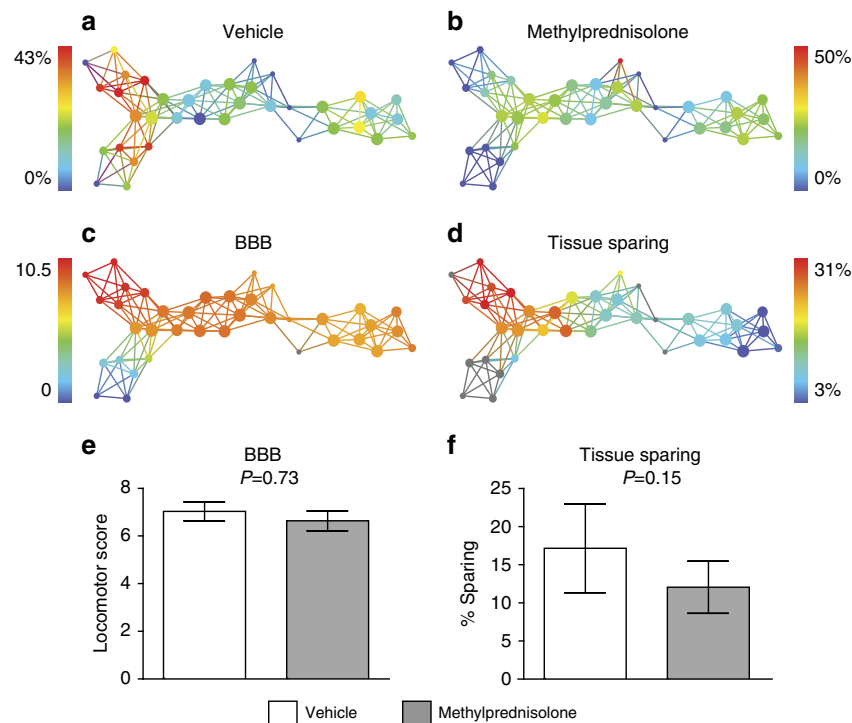 a
Vehicle
43%
0%
b
Methylprednisolone
50%
0%
c
BBB
10.5
0
d
Tissue sparing
31%
3%
e
BBB
P=0.73
8
6
4
2
0
Locomotor score
f
Tissue sparing
P=0.15
25
20
15
10
5
0
% Sparing
Vehicle
Methylprednisolone